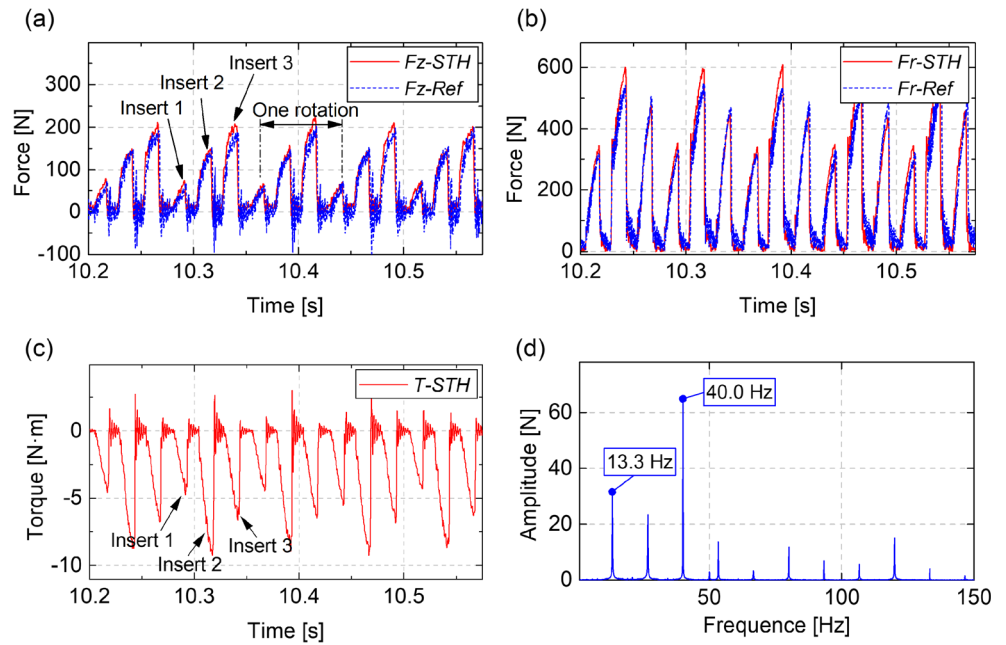 (a)
Force [N]
300
200
100
0
-100
Fz-STH
Fz-Ref
Insert 1
Insert 2
Insert 3
One rotation
10.2
10.3
10.4
10.5
Time [s]
(b)
Force [N]
600
400
200
0
Fr-STH
Fr-Ref
10.2
10.3
10.4
10.5
Time [s]
(c)
Torque [N·m]
0
-5
-10
T-STH
Insert 1
Insert 2
Insert 3
10.2
10.3
10.4
10.5
Time [s]
(d)
Amplitude [N]
60
40
20
0
13.3 Hz
40.0 Hz
50
100
150
Frequence [Hz]